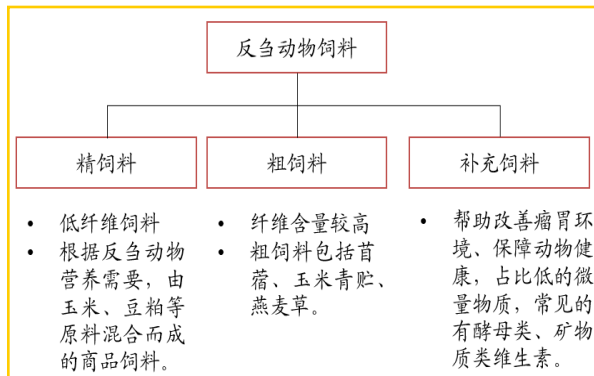 反刍动物饲料
精饲料
粗饲料
补充饲料
• 低纤维饲料
• 根据反刍动物
营养需要，由
玉米、豆粕等
原料混合而成
的商品饲料。
• 纤维含量较高
• 粗饲料包括苜
蓿、玉米青贮、
燕麦草。
• 帮助改善瘤胃环
境、保障动物健
康，占比低的微
量物质，常见的
有酵母类、矿物
质类维生素。